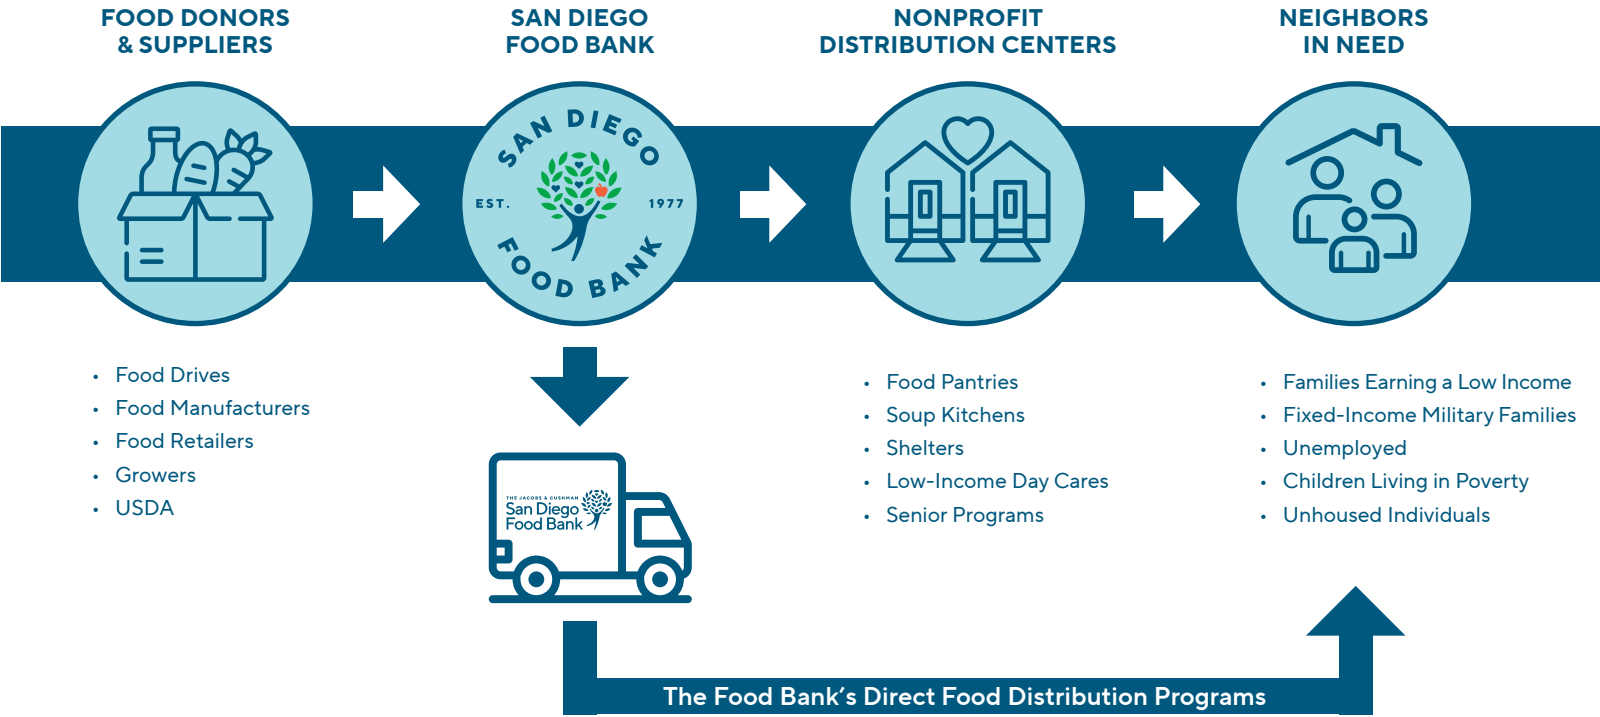 FOOD DONORS
& SUPPLIERS
SAN DIEGO
FOOD BANK
NONPROFIT
DISTRIBUTION CENTERS
NEIGHBORS
IN NEED
SAN DIEGO
EST. 1977
FOOD BANK
• Food Drives
• Food Manufacturers
• Food Retailers
• Growers
• USDA
THE JACOBS & CUSHMAN
San Diego
Food Bank
• Food Pantries
• Soup Kitchens
• Shelters
• Low-Income Day Cares
• Senior Programs
• Families Earning a Low Income
• Fixed-Income Military Families
• Unemployed
• Children Living in Poverty
• Unhoused Individuals
The Food Bank’s Direct Food Distribution Programs